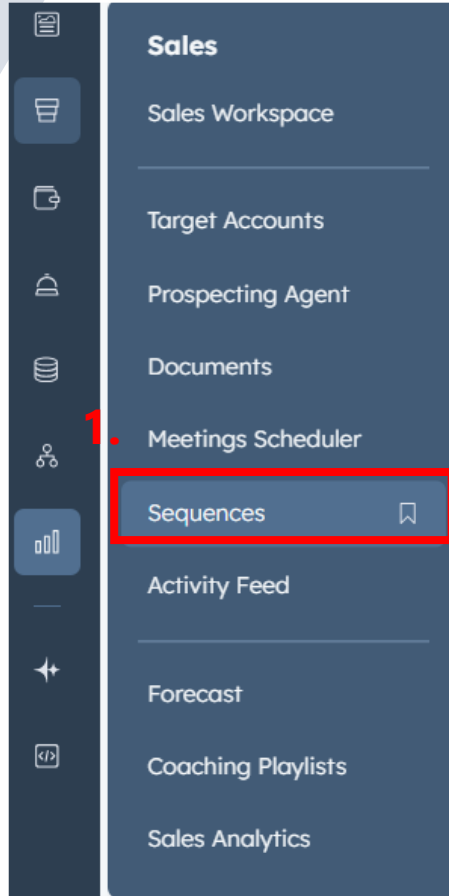 Sales
Sales Workspace
Target Accounts
Prospecting Agent
Documents
1.
Meetings Scheduler
Sequences
Activity Feed
Forecast
Coaching Playlists
Sales Analytics